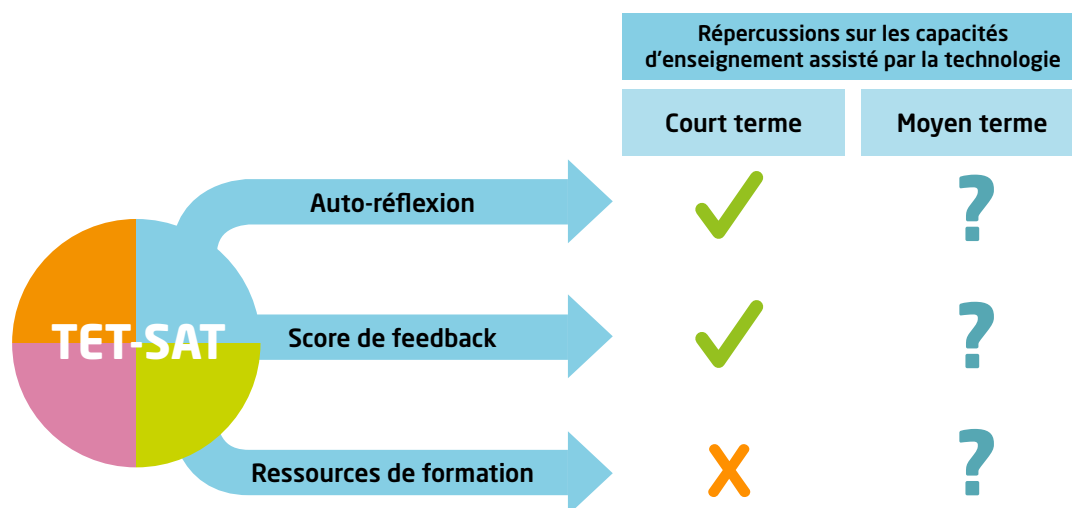 Répercussions sur les capacités
d'enseignement assisté par la technologie
Court terme
Moyen terme
Auto-réflexion
?
TET-SAT
Score de feedback
?
Ressources de formation
X
?